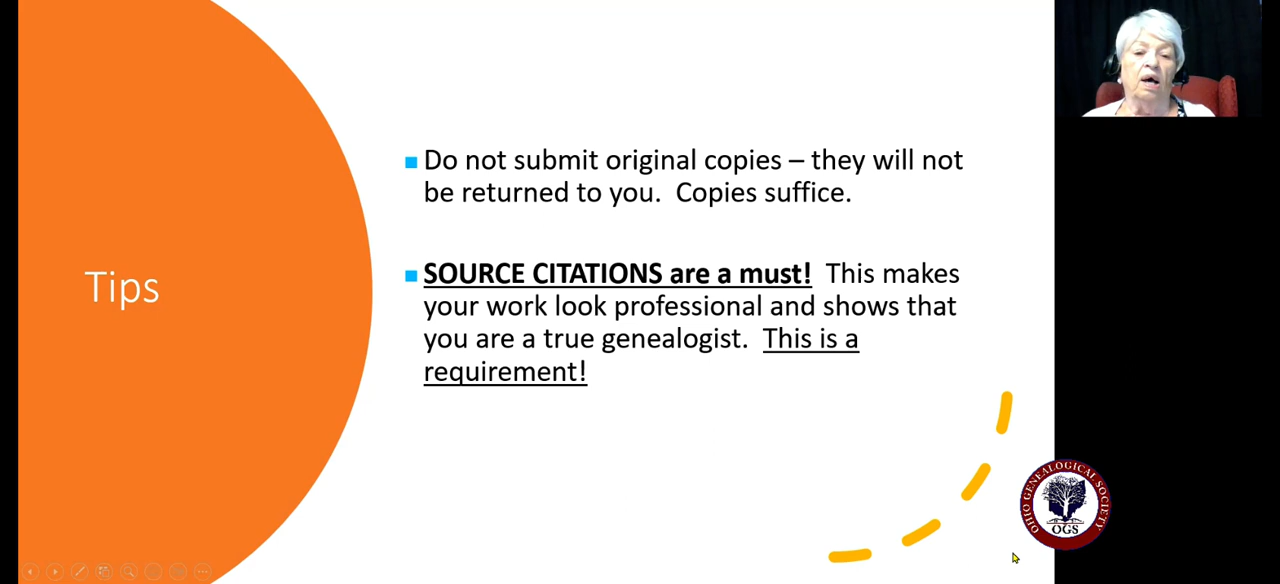 Tips
Do not submit original copies – they will not
be returned to you. Copies suffice.
SOURCE CITATIONS are a must! This makes
your work look professional and shows that
you are a true genealogist. This is a
requirement!
OHIO GENEALOGICAL SOCIETY
OGS